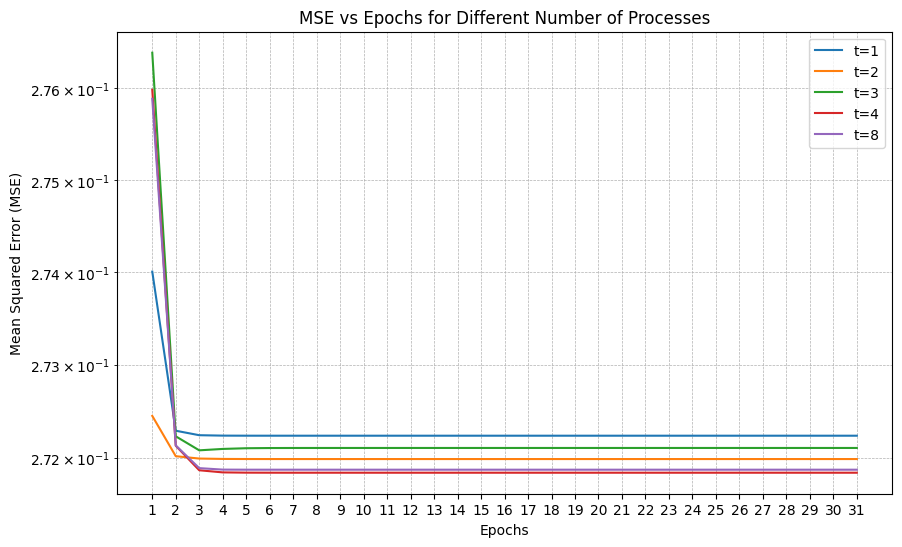 MSE vs Epochs for Different Number of Processes
Mean Squared Error (MSE)
2.76 × 10⁻¹
2.75 × 10⁻¹
2.74 × 10⁻¹
2.73 × 10⁻¹
2.72 × 10⁻¹
t=1
t=2
t=3
t=4
t=8
1 2 3 4 5 6 7 8 9 10 11 12 13 14 15 16 17 18 19 20 21 22 23 24 25 26 27 28 29 30 31
Epochs